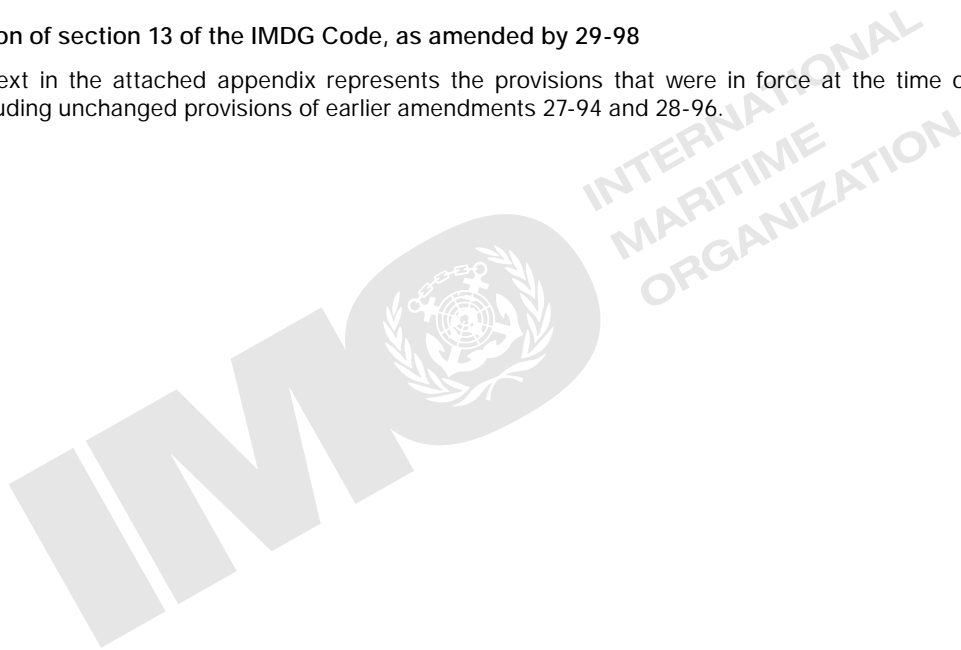 on of section 13 of the IMDG Code, as amended by 29-98
ext in the attached appendix represents the provisions that were in force at the time o
uding unchanged provisions of earlier amendments 27-94 and 28-96.
INTERNATIONAL
MARITIME
ORGANIZATION
IMO